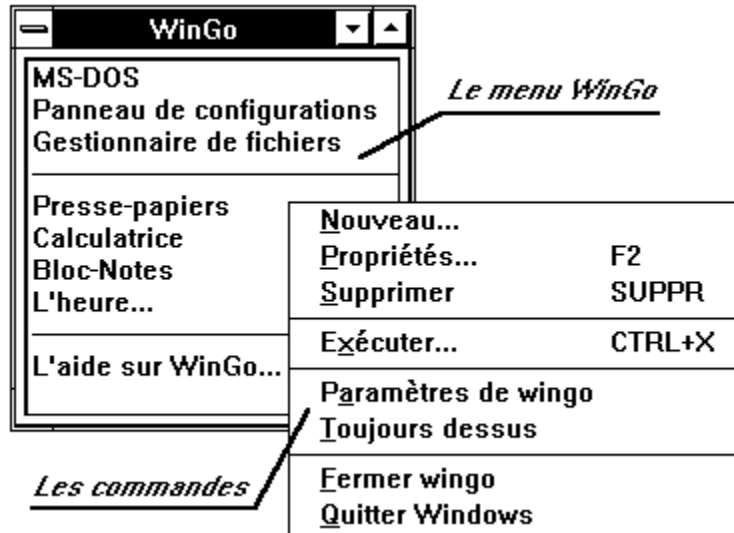 WinGo
MS-DOS
Panneau de configurations
Gestionnaire de fichiers
Le menu WinGo
Presse-papiers
Calculatrice
Bloc-Notes
L'heure...
L'aide sur WinGo...
Nouveau...
Propriétés... F2
Supprimer SUPPR
Exécuter... CTRL+X
Paramètres de wingo
Toujours dessus
Fermer wingo
Quitter Windows
Les commandes